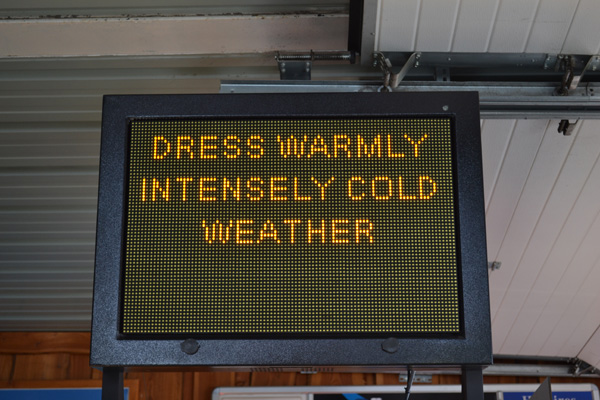 DRESS WARMLY
INTENSELY COLD
WEATHER